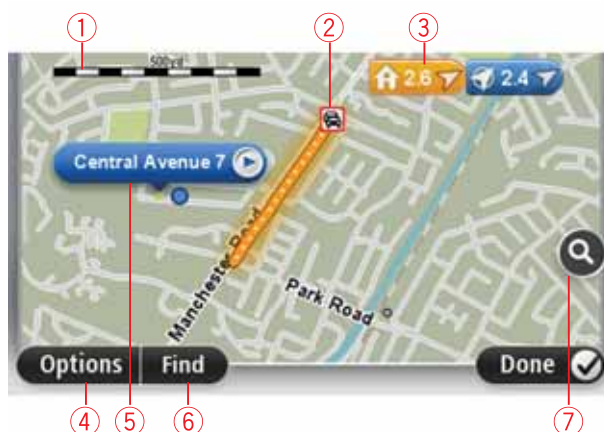 ① ② ③
500yd
2.6 2.4
Central Avenue 7
Manchester Road
Park Road
Options Find Done
④ ⑤ ⑥ ⑦